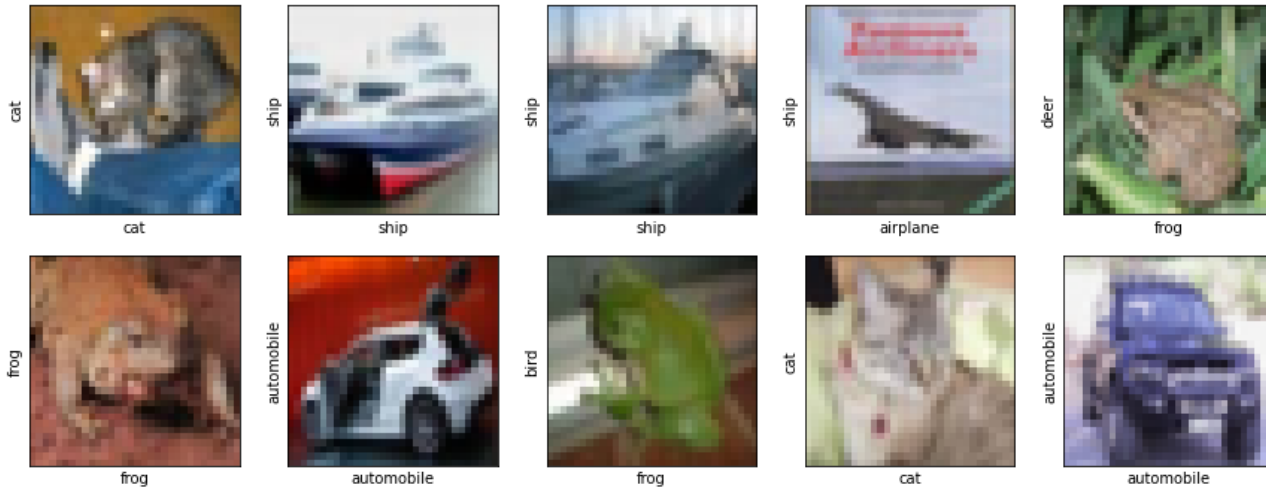 cat
cat
ship
ship
ship
ship
ship
airplane
deer
frog
frog
frog
automobile
automobile
bird
frog
cat
cat
automobile
automobile